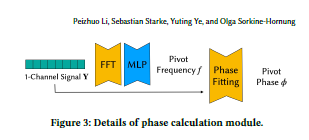 Peizhuo Li, Sebastian Starke, Yuting Ye, and Olga Sorkine-Hornung
FFT
MLP
Pivot
Frequency f
Phase
Fitting
Pivot
Phase ϕ
1-Channel Signal Y
Figure 3: Details of phase calculation module.